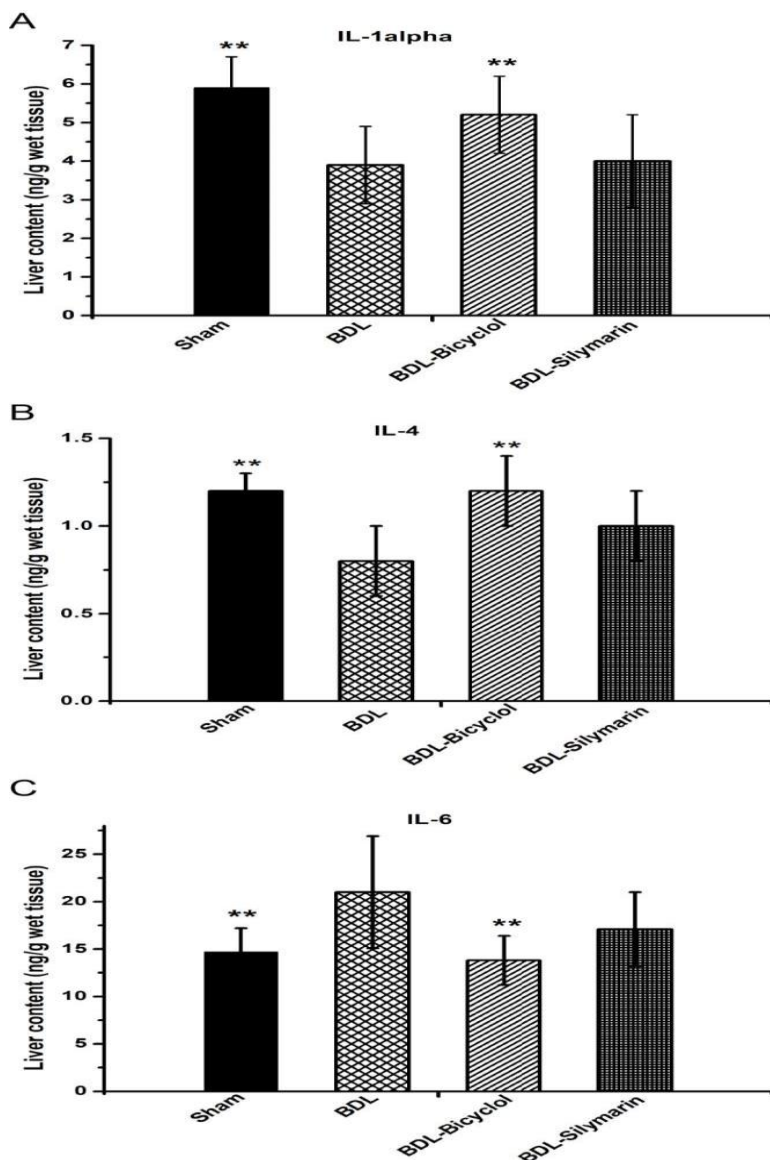 A
IL-1alpha
** **
7
6
5
4
3
2
1
0
Liver content (ng/g wet tissue)
Sham BDL BDL-Bicyclol BDL-Silymarin
B
IL-4
** **
1.5
1.0
0.5
0.0
Liver content (ng/g wet tissue)
Sham BDL BDL-Bicyclol BDL-Silymarin
C
IL-6
** **
25
20
15
10
5
0
Liver content (ng/g wet tissue)
Sham BDL BDL-Bicyclol BDL-Silymarin